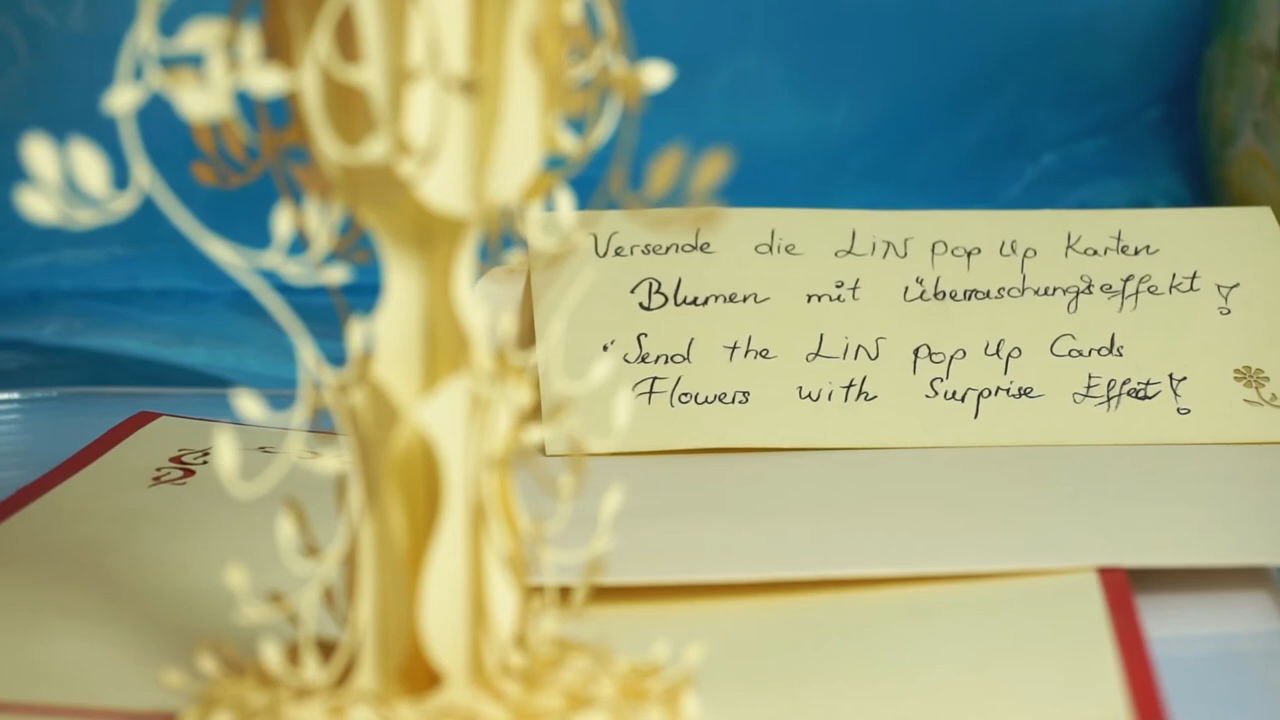 Versende die LiN pop Up Karten
Blumen mit Überraschungseffekt!
"Send the LiN pop Up Cards
Flowers with Surprise Effect!